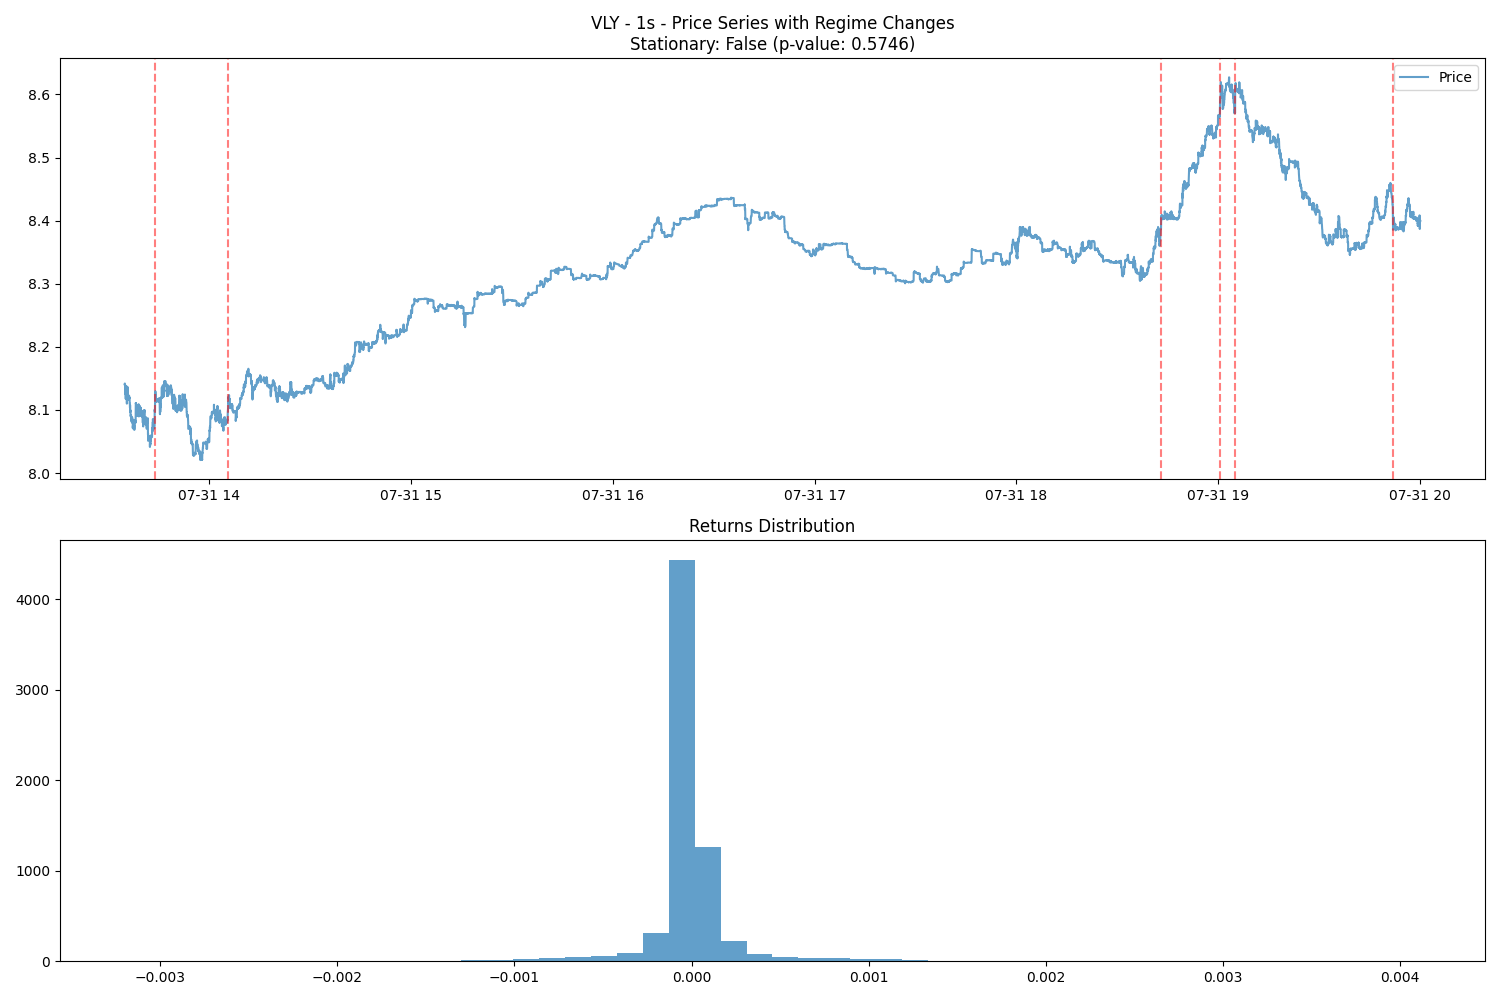 VLY - 1s - Price Series with Regime Changes
Stationary: False (p-value: 0.5746)
Price
8.6
8.5
8.4
8.3
8.2
8.1
8.0
07-31 14 07-31 15 07-31 16 07-31 17 07-31 18 07-31 19 07-31 20
Returns Distribution
4000
3000
2000
1000
0
−0.003 −0.002 −0.001 0.000 0.001 0.002 0.003 0.004